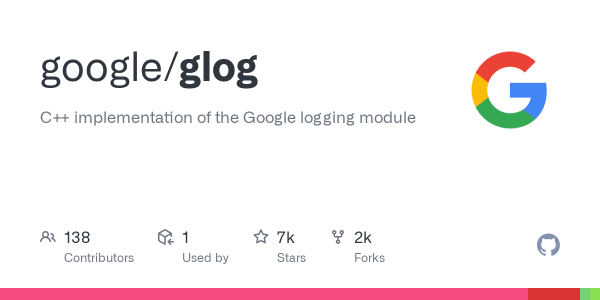 google/glog
C++ implementation of the Google logging module
138 1 7k 2k
Contributors Used by Stars Forks